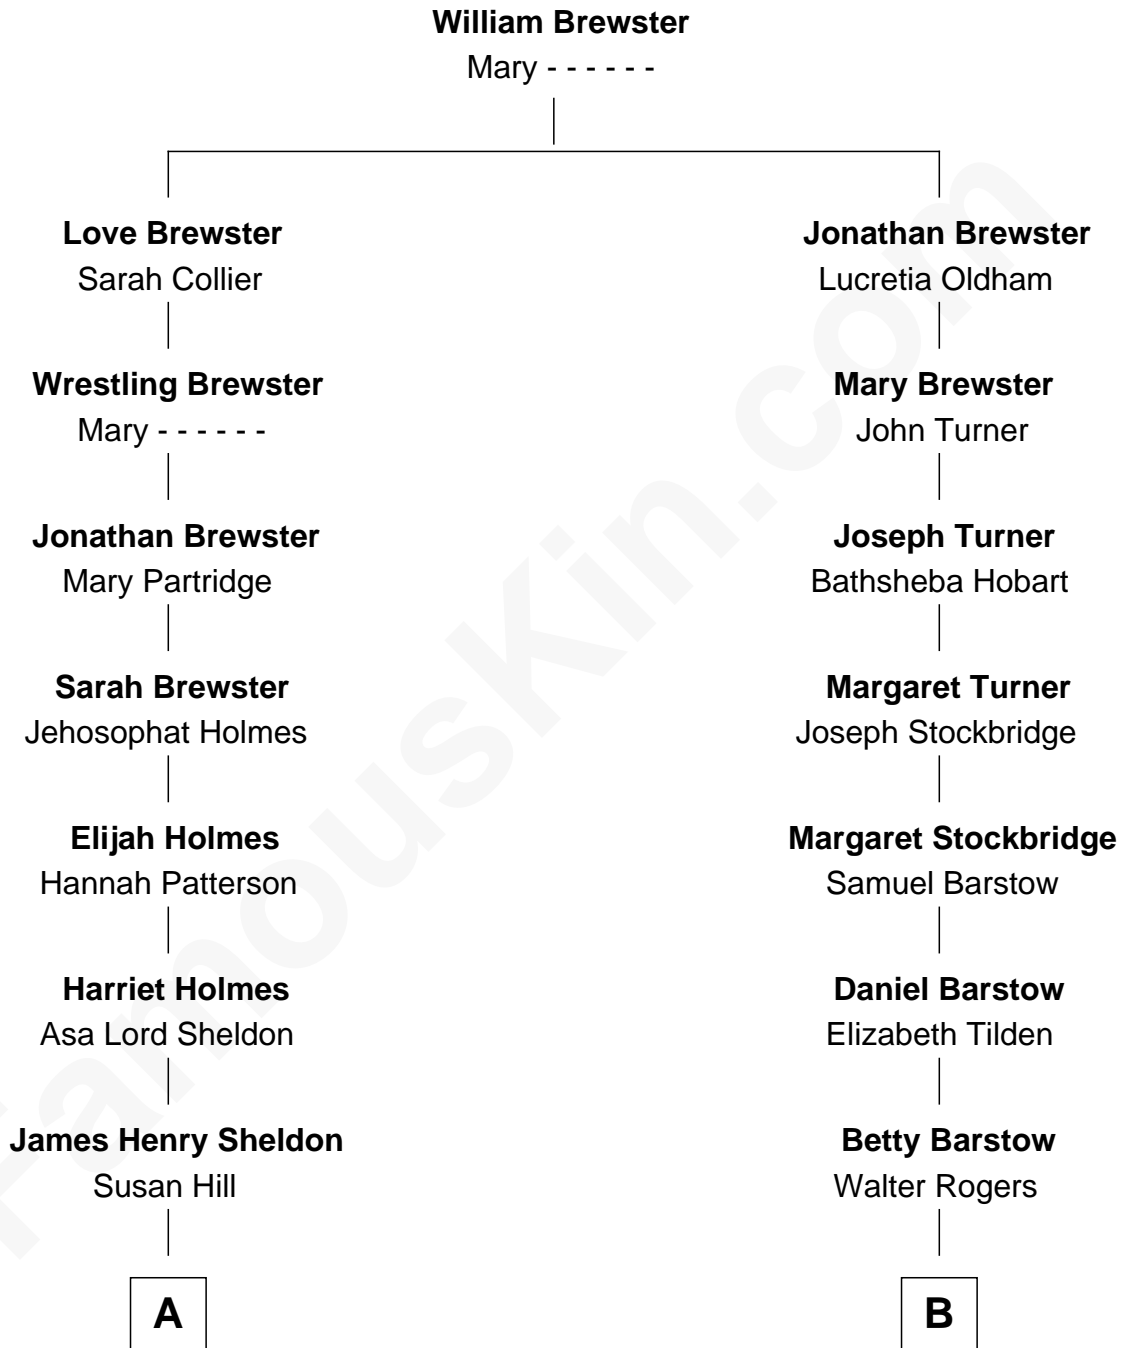 William Brewster
Mary - - - - - -
Love Brewster
Sarah Collier
Jonathan Brewster
Lucretia Oldham
Wrestling Brewster
Mary - - - - - -
Mary Brewster
John Turner
Jonathan Brewster
Mary Partridge
Joseph Turner
Bathsheba Hobart
Sarah Brewster
Jehosophat Holmes
Margaret Turner
Joseph Stockbridge
Elijah Holmes
Hannah Patterson
Margaret Stockbridge
Samuel Barstow
Harriet Holmes
Asa Lord Sheldon
Daniel Barstow
Elizabeth Tilden
James Henry Sheldon
Susan Hill
Betty Barstow
Walter Rogers
A
B
FamousKin.com